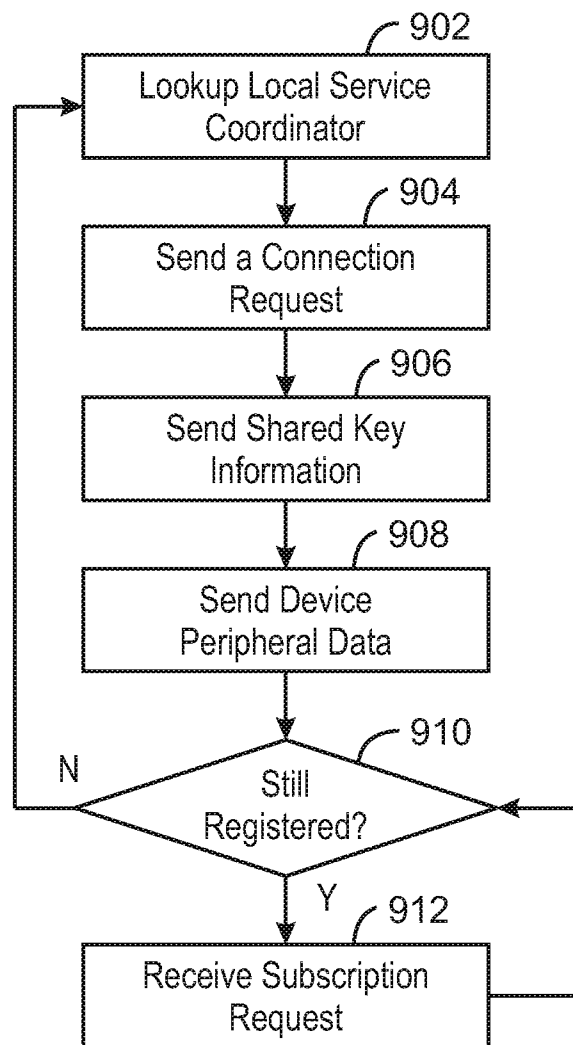 902
Lookup Local Service
Coordinator
904
Send a Connection
Request
906
Send Shared Key
Information
908
Send Device
Peripheral Data
910
N
Still
Registered?
Y
912
Receive Subscription
Request